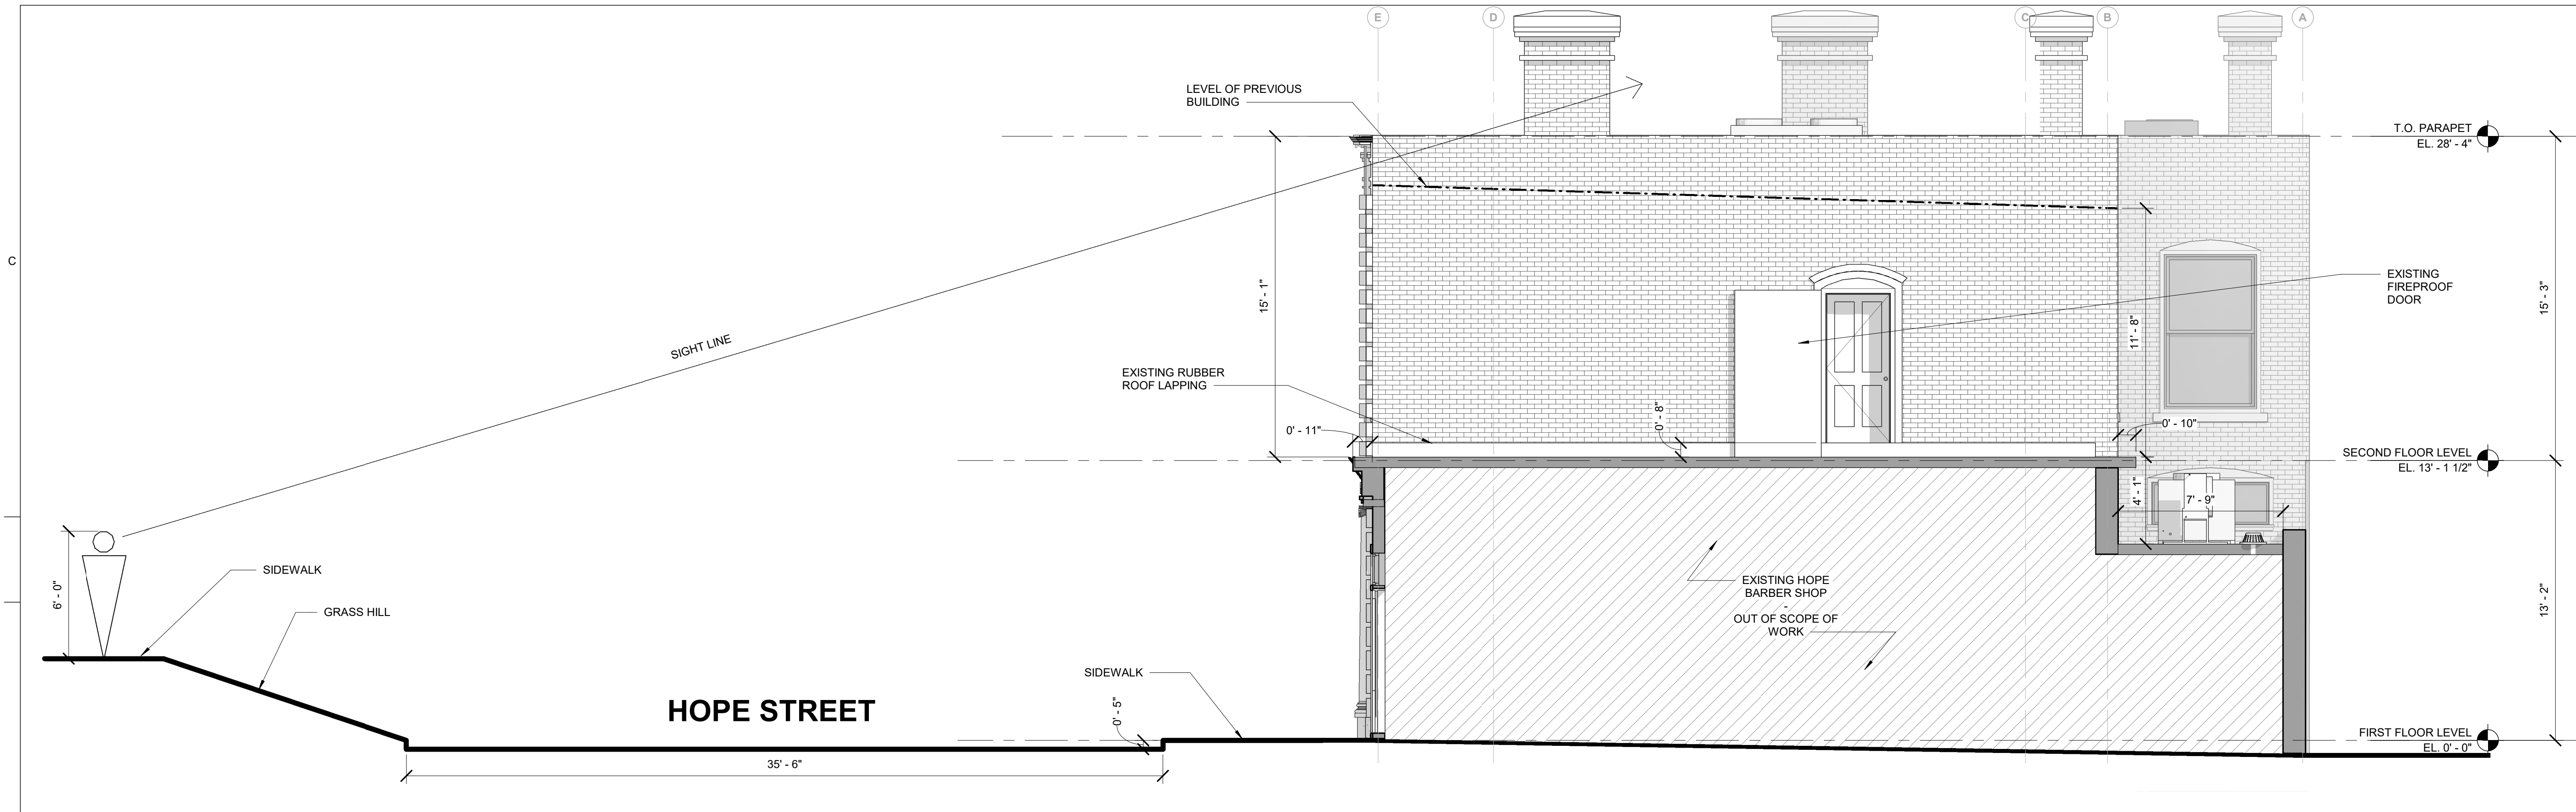 E
D
C
B
A
LEVEL OF PREVIOUS
BUILDING
T.O. PARAPET
EL. 28' - 4"
C
EXISTING
FIREPROOF
DOOR
15' - 1"
15' - 3"
11' - 8"
SIGHT LINE
EXISTING RUBBER
ROOF LAPPING
0' - 11"
0' - 8"
0' - 10"
SECOND FLOOR LEVEL
EL. 13' - 1 1/2"
4' - 1"
7' - 9"
6' - 0"
SIDEWALK
GRASS HILL
EXISTING HOPE
BARBER SHOP
-
OUT OF SCOPE OF
WORK
13' - 2"
SIDEWALK
HOPE STREET
0' - 5"
FIRST FLOOR LEVEL
EL. 0' - 0"
35' - 6"